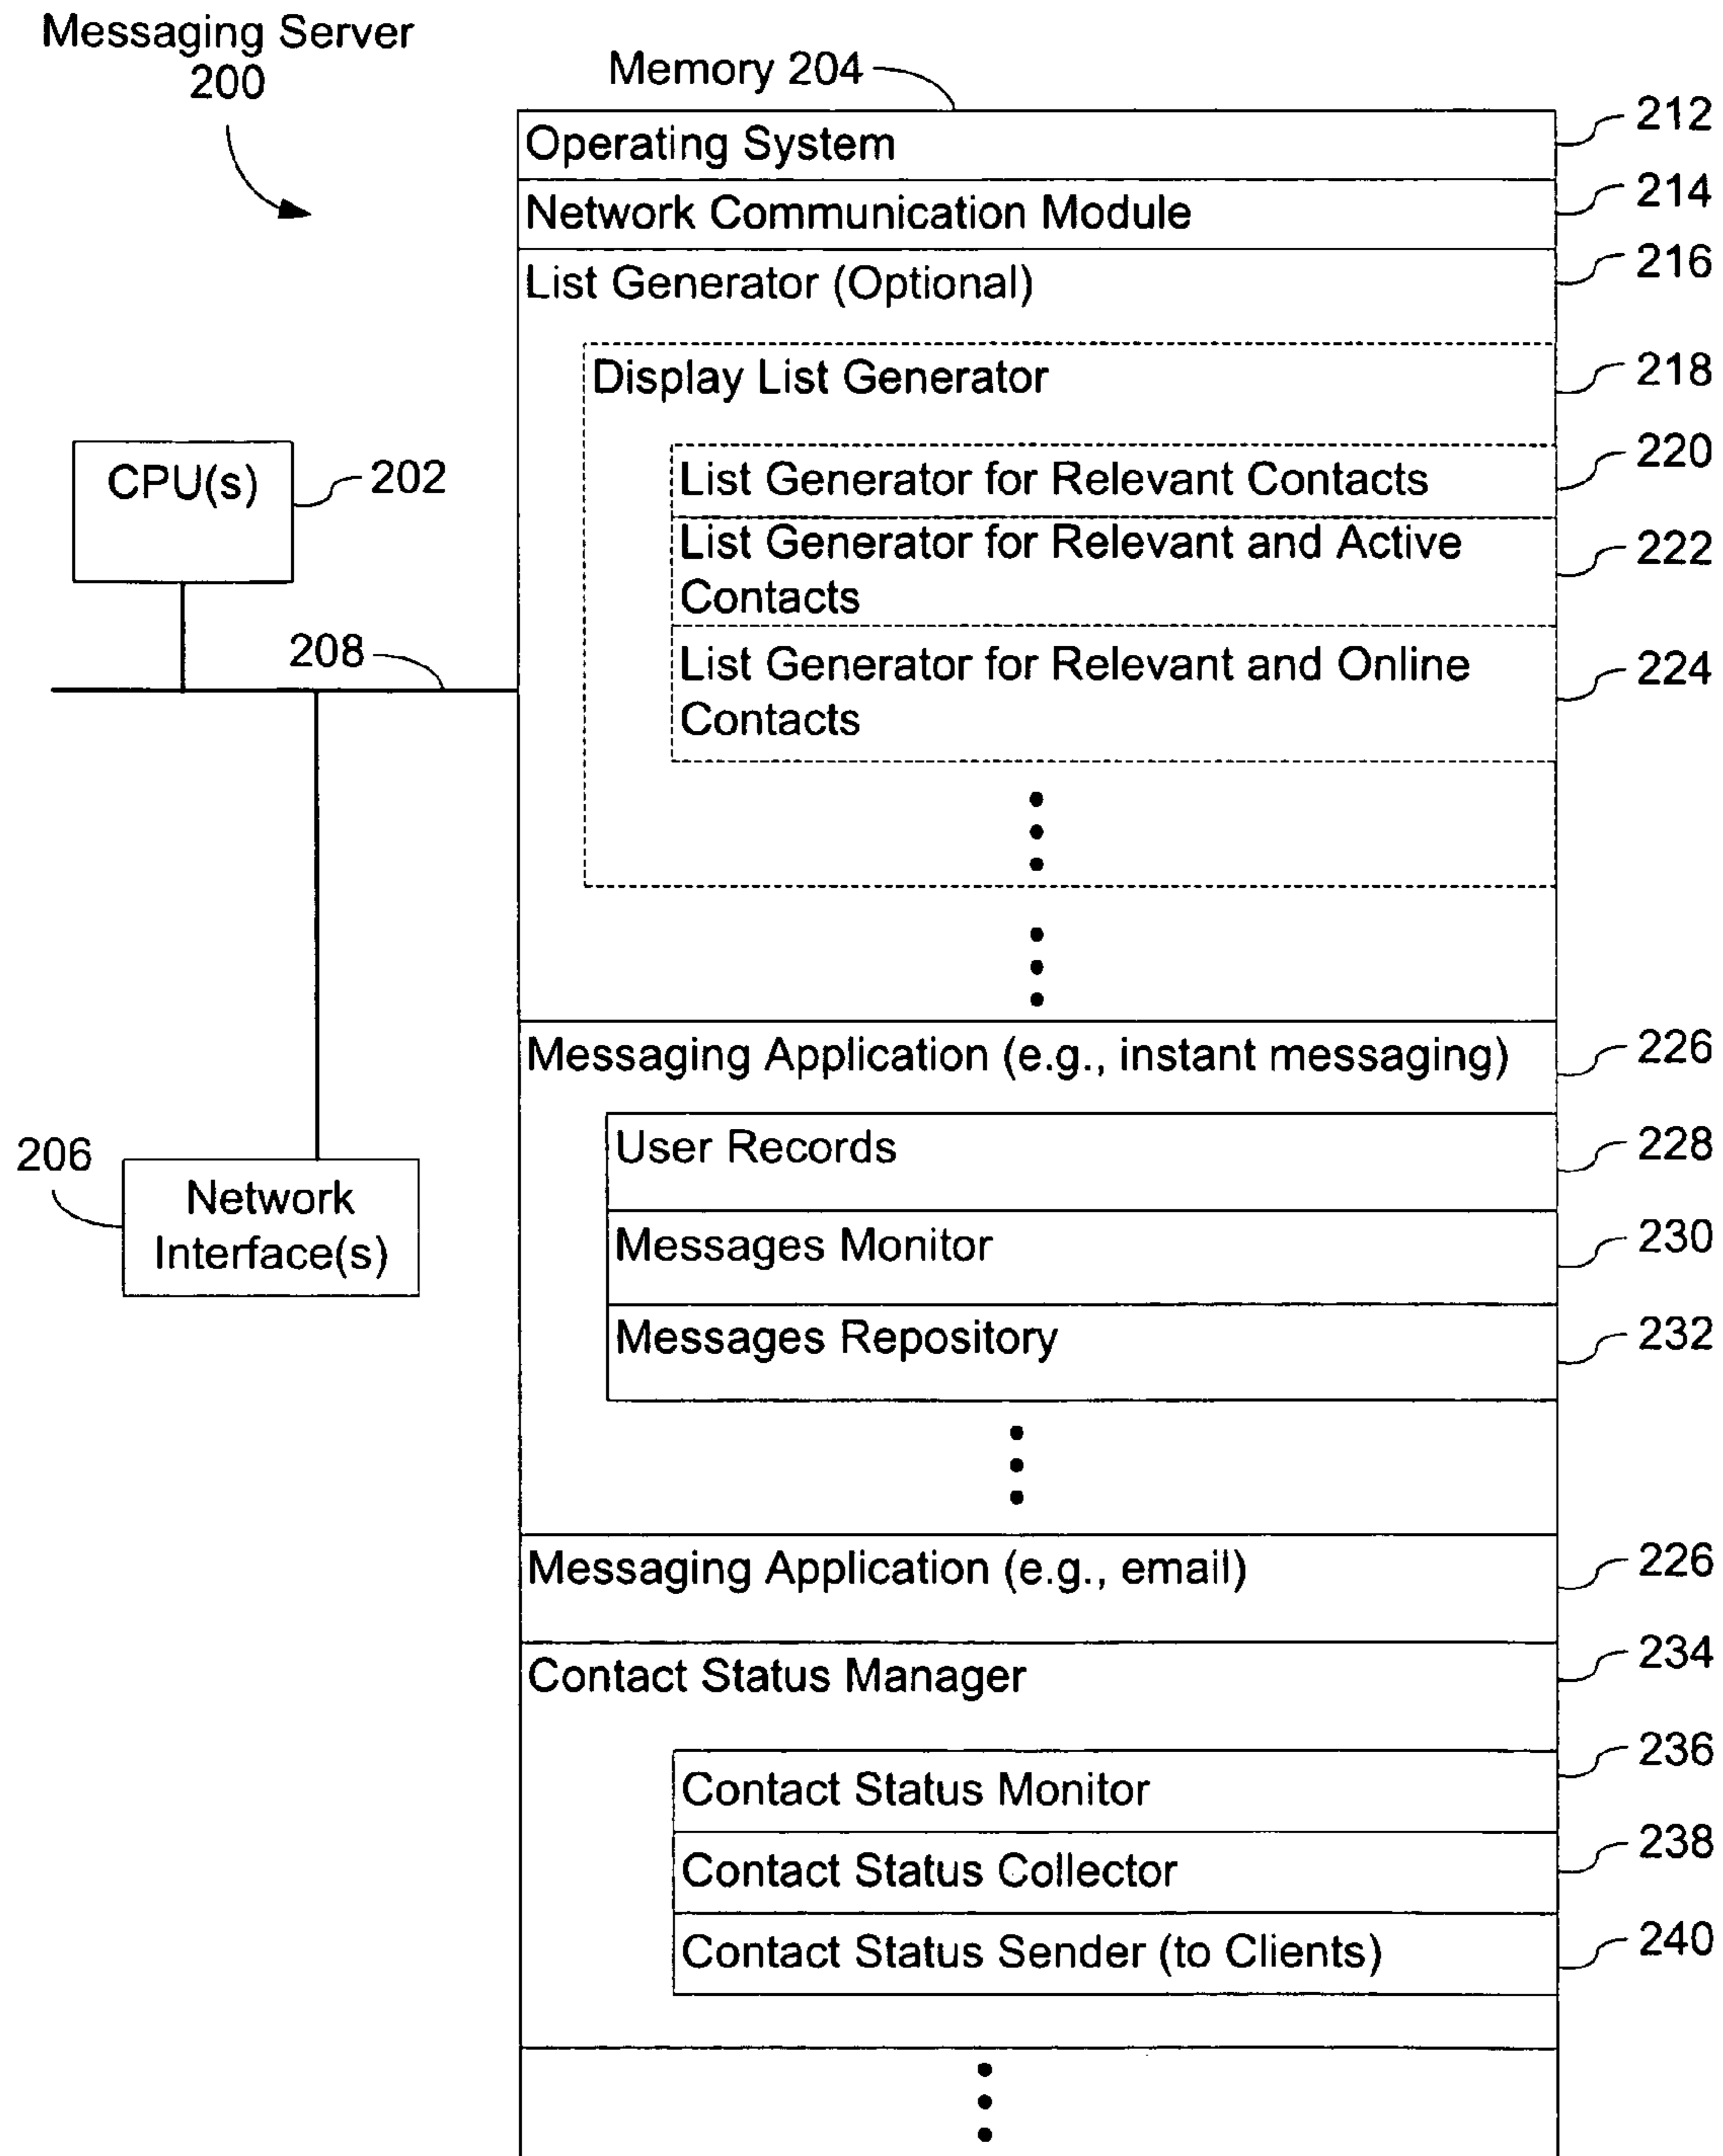 Messaging Server
200
Memory 204
Operating System
212
Network Communication Module
214
List Generator (Optional)
216
Display List Generator
218
List Generator for Relevant Contacts
220
List Generator for Relevant and Active
Contacts
222
List Generator for Relevant and Online
Contacts
224
CPU(s)
202
208
206
Network
Interface(s)
Messaging Application (e.g., instant messaging)
226
User Records
228
Messages Monitor
230
Messages Repository
232
Messaging Application (e.g., email)
226
Contact Status Manager
234
Contact Status Monitor
236
Contact Status Collector
238
Contact Status Sender (to Clients)
240